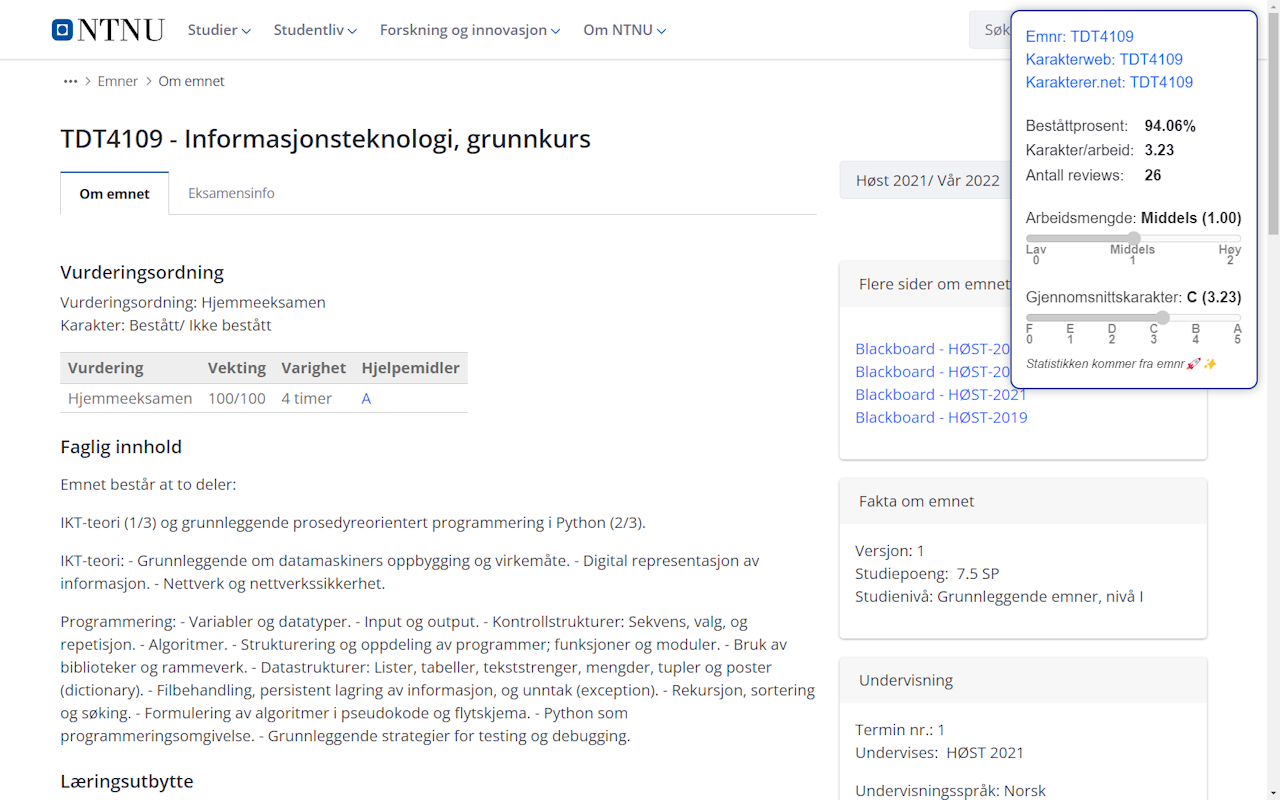 NTNU
Studier
Studentliv
Forskning og innovasjon
Om NTNU
Søk
••• > Emner > Om emnet
TDT4109 - Informasjonsteknologi, grunnkurs
Om emnet
Eksamensinfo
Vurderingsordning
Vurderingsordning: Hjemmeeksamen
Karakter: Bestått/ Ikke bestått
Vurdering Vekting Varighet Hjelpemidler
Hjemmeeksamen 100/100 4 timer A
Faglig innhold
Emnet består at to deler:
IKT-teori (1/3) og grunnleggende prosedyreorientert programmering i Python (2/3).
IKT-teori: - Grunnleggende om datamaskiners oppbygging og virkemåte. - Digital representasjon av
informasjon. - Nettverk og nettverkssikkerhet.
Programmering: - Variabler og datatyper. - Input og output. - Kontrollstrukturer: Sekvens, valg, og
repetisjon. - Algoritmer. - Strukturering og oppdeling av programmer; funksjoner og moduler. - Bruk av
biblioteker og rammeverk. - Datastrukturer: Lister, tabeller, tekststrenger, mengder, tupler og poster
(dictionary). - Filbehandling, persistent lagring av informasjon, og unntak (exception). - Rekursjon, sortering
og søking. - Formulering av algoritmer i pseudokode og flytskjema. - Python som
programmeringsomgivelse. - Grunnleggende strategier for testing og debugging.
Læringsutbytte
Høst 2021/ Vår 2022
Flere sider om emnet
Blackboard - HØST-20
Blackboard - HØST-20
Blackboard - HØST-2021
Blackboard - HØST-2019
Fakta om emnet
Versjon: 1
Studiepoeng: 7.5 SP
Studienivå: Grunnleggende emner, nivå I
Undervisning
Termin nr.: 1
Undervises: HØST 2021
Undervisningsspråk: Norsk
Emnr: TDT4109
Karakterweb: TDT4109
Karakterer.net: TDT4109
Beståttprosent: 94.06%
Karakter/arbeid: 3.23
Antall reviews: 26
Arbeidsmengde: Middels (1.00)
Lav Middels Høy
0 1 2
Gjennomsnittskarakter: C (3.23)
F E D C B A
0 1 2 3 4 5
Statistikken kommer fra emnr🚀✨